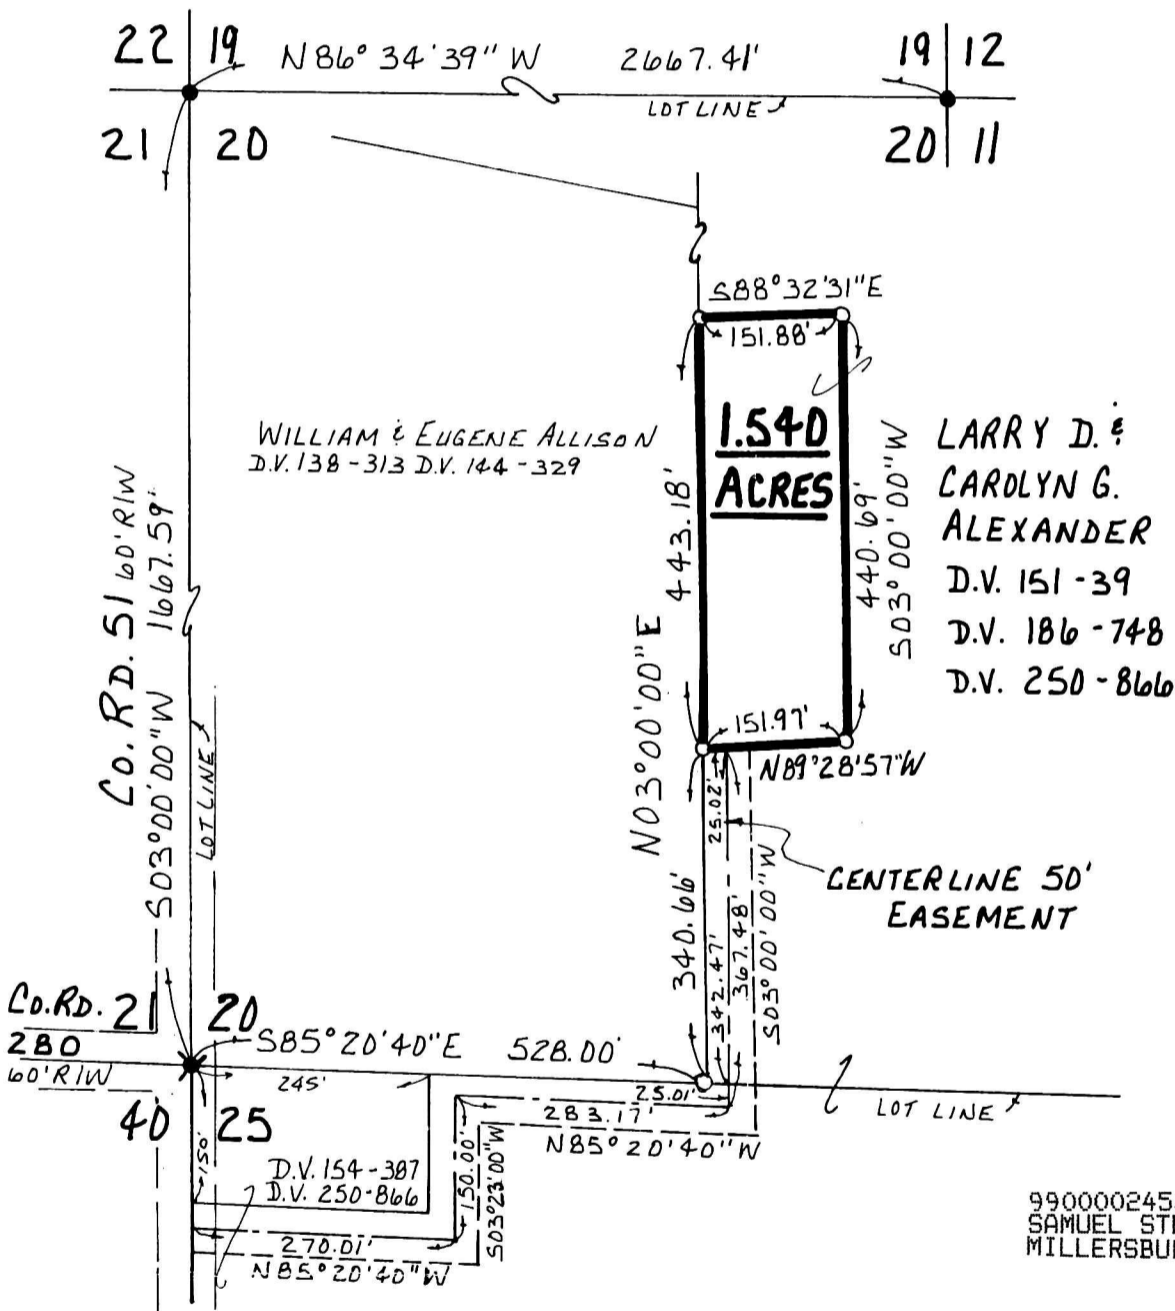 22 19
N86° 34'39" W 2667.41'
19 12
LOT LINE
21 20
20 11
S88°32'31"E
151.88'
1.540
ACRES
WILLIAM & EUGENE ALLISON
D.V. 138-313 D.V. 144-329
443.18'
440.69'
S03°00'00"W
LARRY D. &
CAROLYN G.
ALEXANDER
D.V. 151-39
D.V. 186-748
D.V. 250-866
CO. RD. 51 60' R/W
1667.59'
S03°00'00"W
LOT LINE
N03°00'00"E
151.97'
N89°28'57"W
25.02'
CENTERLINE 50'
EASEMENT
340.66'
342.47'
367.48'
S03°00'00"W
CO.RD. 21 20
280
60' R/W
S85°20'40"E 528.00'
245'
25.01'
283.17'
N85°20'40"W
LOT LINE
40 25
150'
D.V. 154-387
D.V. 250-866
150.00'
S03°23'00"W
270.01'
N85°20'40"W
990000245
SAMUEL
MILLERSBU